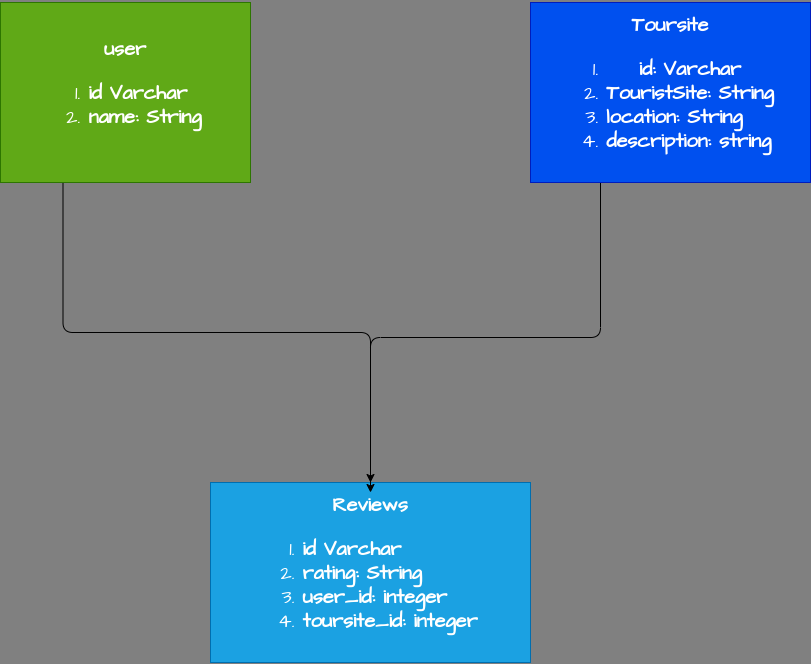 user
1. id Varchar
2. name: String
Toursite
1. id: Varchar
2. TouristSite: String
3. location: String
4. description: string
Reviews
1. id Varchar
2. rating: String
3. user_id: integer
4. toursite_id: integer